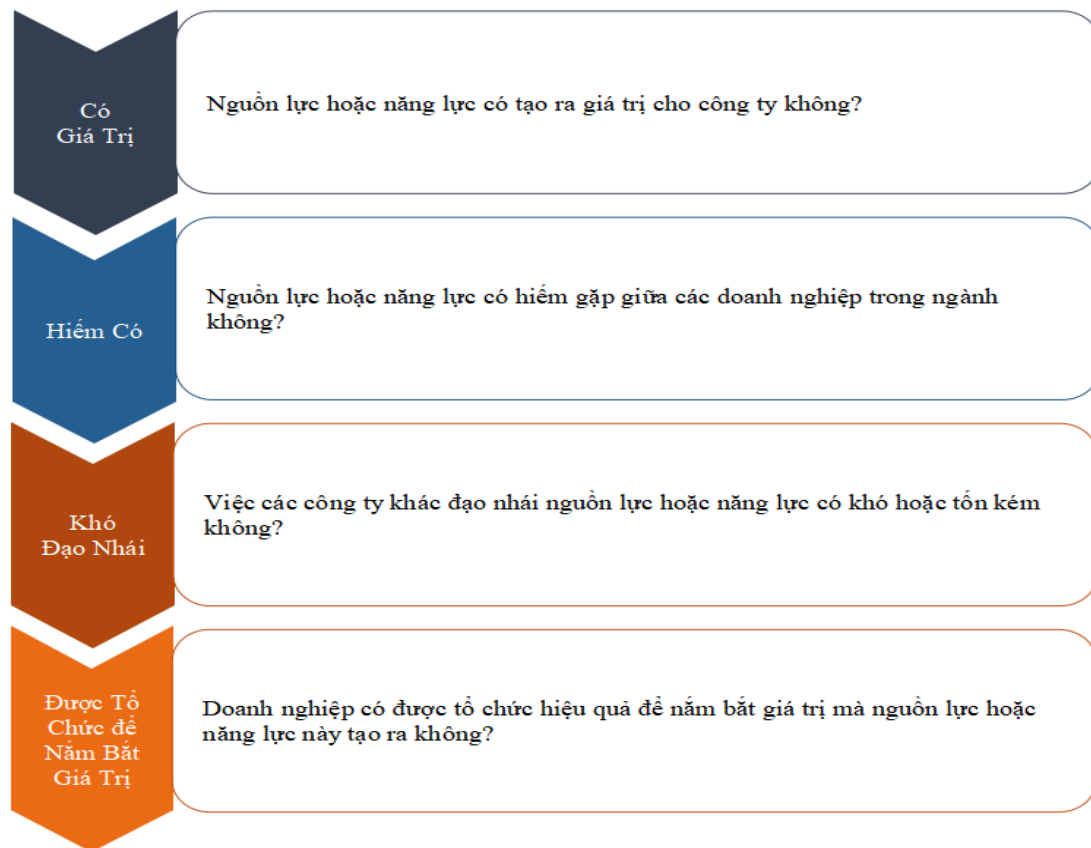 Có
Giá Trị
Nguồn lực hoặc năng lực có tạo ra giá trị cho công ty không?
Hiếm Có
Nguồn lực hoặc năng lực có hiếm gặp giữa các doanh nghiệp trong ngành
không?
Khó
Đạo Nhái
Việc các công ty khác đạo nhái nguồn lực hoặc năng lực có khó hoặc tốn kém
không?
Được Tổ
Chức để
Nắm Bắt
Giá Trị
Doanh nghiệp có được tổ chức hiệu quả để nắm bắt giá trị mà nguồn lực hoặc
năng lực này tạo ra không?